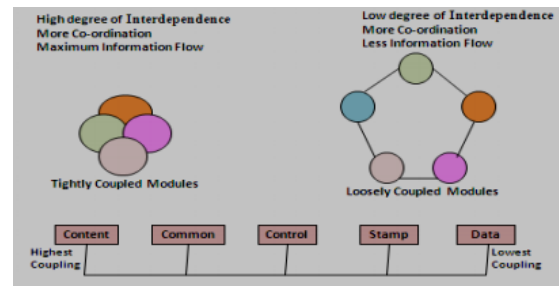 High degree of Interdependence
More Co-ordination
Maximum Information Flow
Low degree of Interdependence
More Co-ordination
Less Information Flow
Tightly Coupled Modules
Loosely Coupled Modules
Content
Common
Control
Stamp
Data
Highest
Coupling
Lowest
Coupling